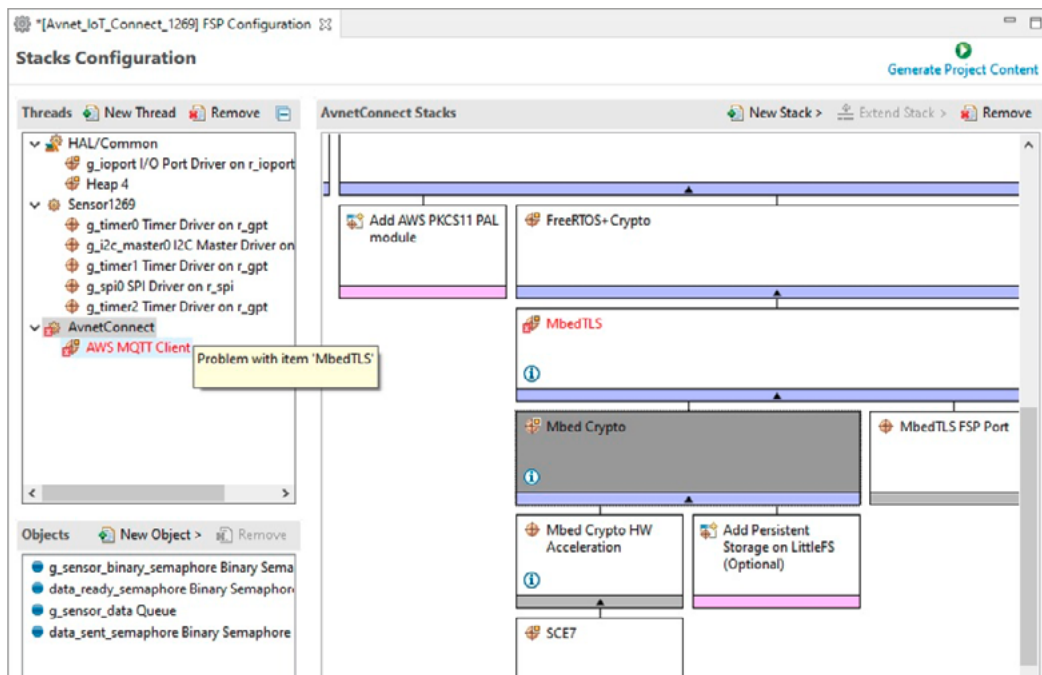 *[Avnet_IoT_Connect_1269] FSP Configuration
Stacks Configuration
Generate Project Content
Threads New Thread Remove
HAL/Common
g_ioport I/O Port Driver on r_ioport
Heap 4
Sensor1269
g_timer0 Timer Driver on r_gpt
g_i2c_master0 I2C Master Driver on
g_timer1 Timer Driver on r_gpt
g_spi0 SPI Driver on r_spi
g_timer2 Timer Driver on r_gpt
AvnetConnect
AWS MQTT Client
Problem with item 'MbedTLS'
Objects New Object > Remove
g_sensor_binary_semaphore Binary Sema
data_ready_semaphore Binary Semaphor
g_sensor_data Queue
data_sent_semaphore Binary Semaphore
AvnetConnect Stacks New Stack > Extend Stack > Remove
Add AWS PKCS11 PAL
module
FreeRTOS+Crypto
MbedTLS
Mbed Crypto
MbedTLS FSP Port
Mbed Crypto HW
Acceleration
Add Persistent
Storage on LittleFS
(Optional)
SCE7